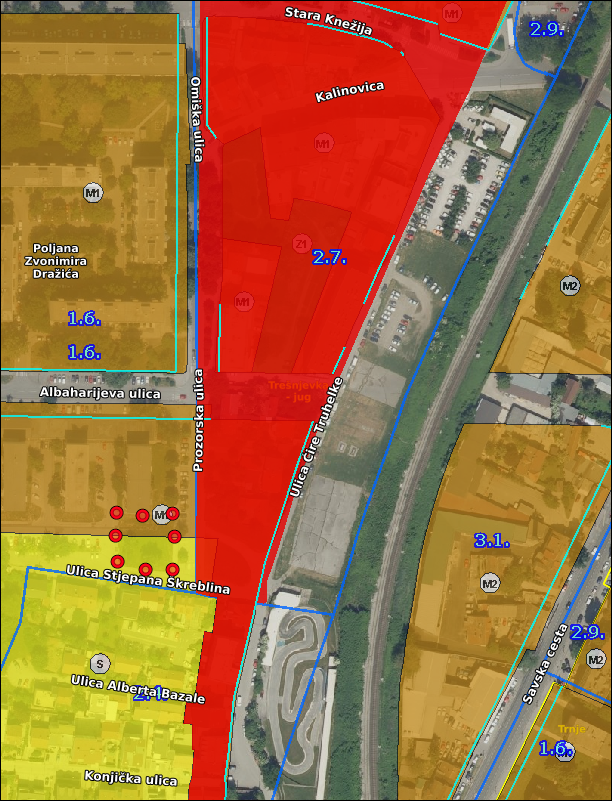 Stara Knežija
M1
2.9.
Kalinovica
Omiška ulica
M1
M1
Poljana
Zvonimira
Dražića
Z1
2.7.
M2
M1
1.6.
1.6.
Albaharijeva ulica
Prozorska ulica
Trešnjevka
- jug
Ulica Ćire Truhelke
M1
3.1.
Ulica Stjepana Škreblina
M2
2.9.
S
M2
Savska cesta
Ulica Alberta Bazale
2.1.
Trnje
1.6.
Konjička ulica